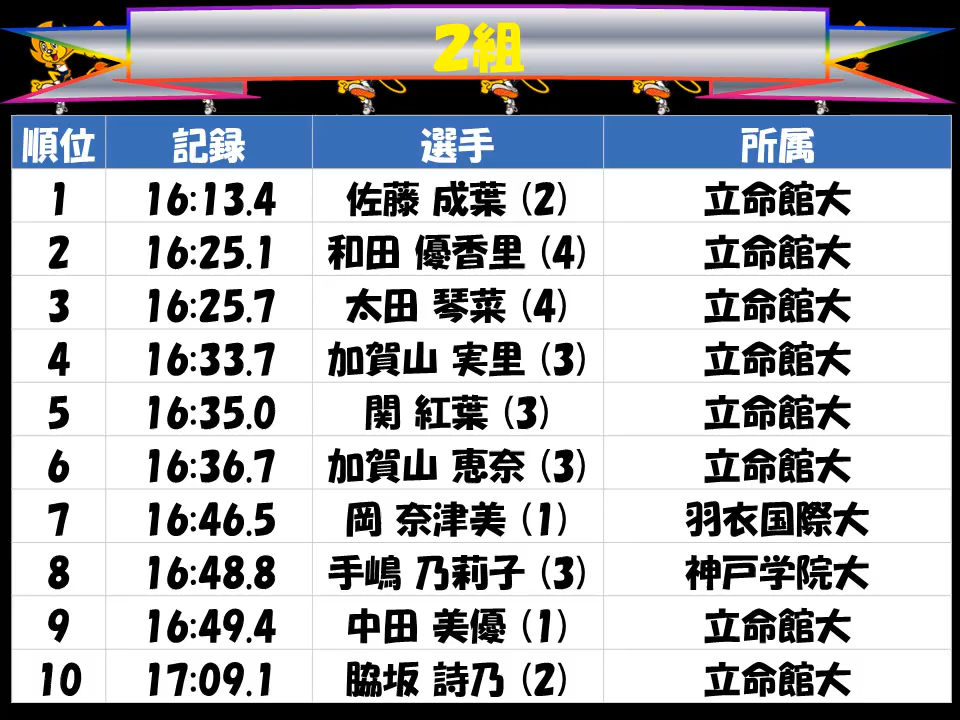 2組
順位 記録 選手 所属
1 16:13.4 佐藤 成葉 (2) 立命館大
2 16:25.1 和田 優香里 (4) 立命館大
3 16:25.7 太田 琴菜 (4) 立命館大
4 16:33.7 加賀山 実里 (3) 立命館大
5 16:35.0 関 紅葉 (3) 立命館大
6 16:36.7 加賀山 恵奈 (3) 立命館大
7 16:46.5 岡 奈津美 (1) 羽衣国際大
8 16:48.8 手嶋 乃莉子 (3) 神戸学院大
9 16:49.4 中田 美優 (1) 立命館大
10 17:09.1 脇坂 詩乃 (2) 立命館大